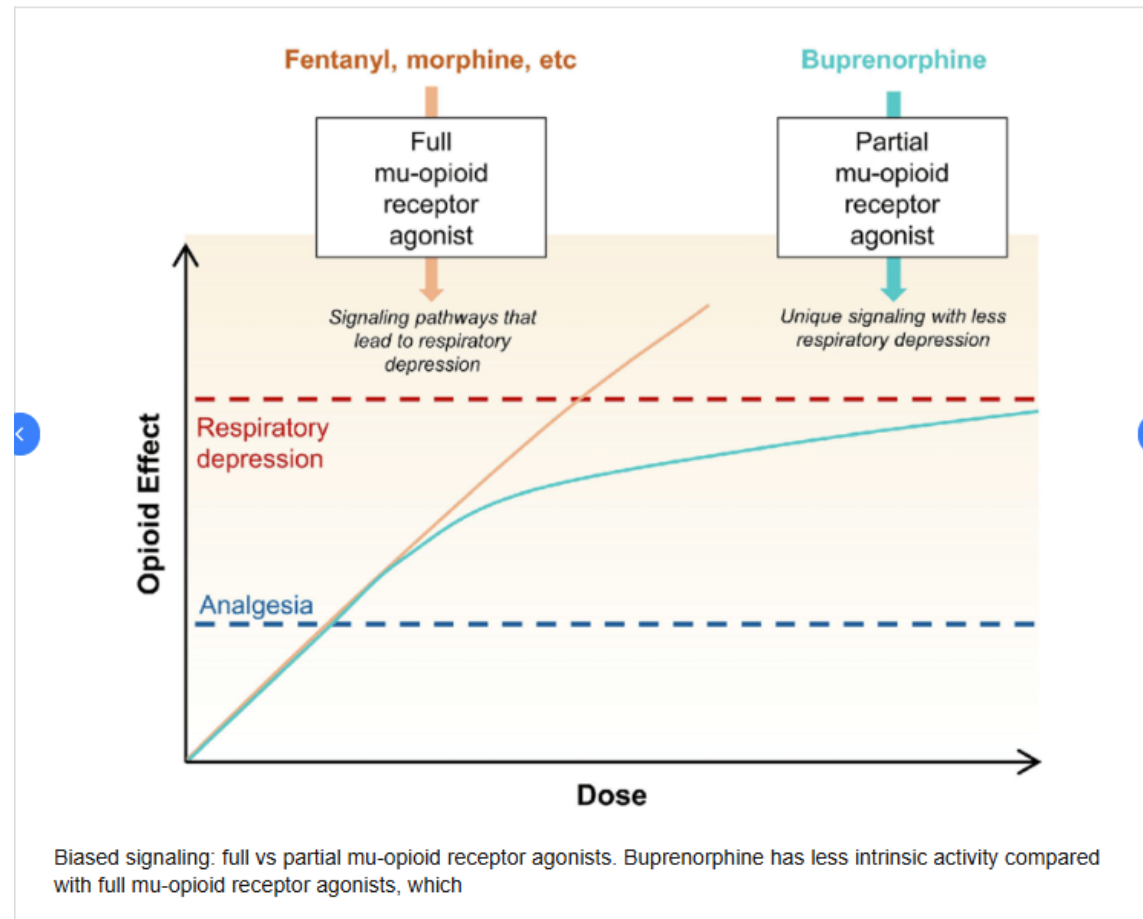 Fentanyl, morphine, etc
Buprenorphine
Full
mu-opioid
receptor
agonist
Partial
mu-opioid
receptor
agonist
Signaling pathways that
lead to respiratory
depression
Unique signaling with less
respiratory depression
Respiratory
depression
Opioid Effect
Analgesia
Dose
Biased signaling: full vs partial mu-opioid receptor agonists. Buprenorphine has less intrinsic activity compared
with full mu-opioid receptor agonists, which